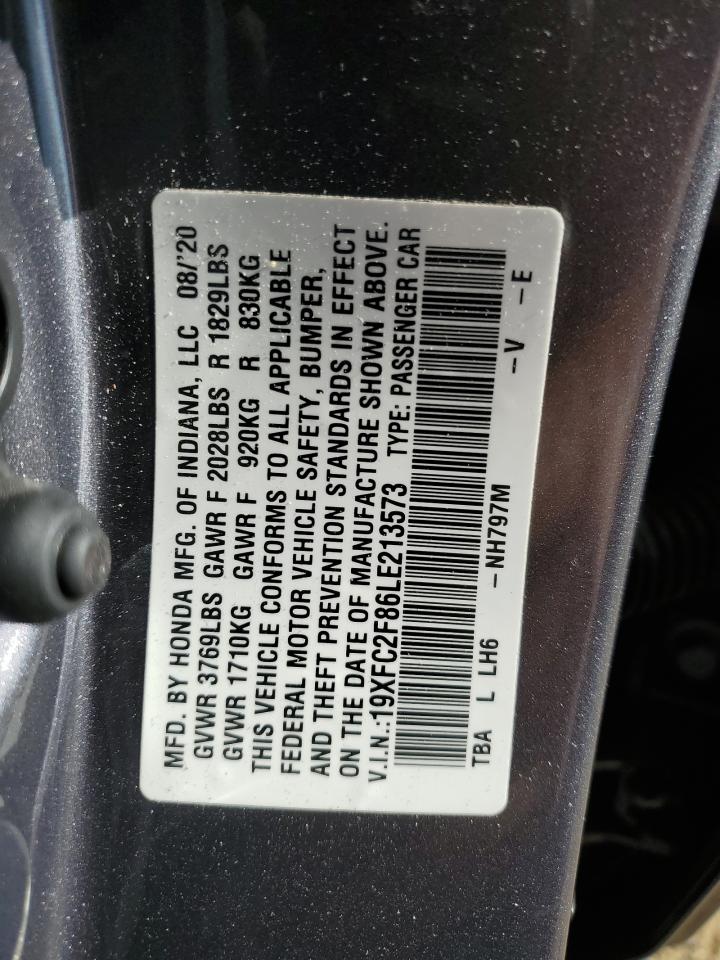 MFD. BY HONDA MFG. OF INDIANA, LLC 08/'20
GVWR 3769LBS GAWR F 2028LBS R 1829LBS
GVWR 1710KG GAWR F 920KG R 830KG
THIS VEHICLE CONFORMS TO ALL APPLICABLE
FEDERAL MOTOR VEHICLE SAFETY, BUMPER,
AND THEFT PREVENTION STANDARDS IN EFFECT
ON THE DATE OF MANUFACTURE SHOWN ABOVE.
V.I.N.:19XFC2F86LE213573 TYPE: PASSENGER CAR
TBA L LH6 -NH797M --V -E